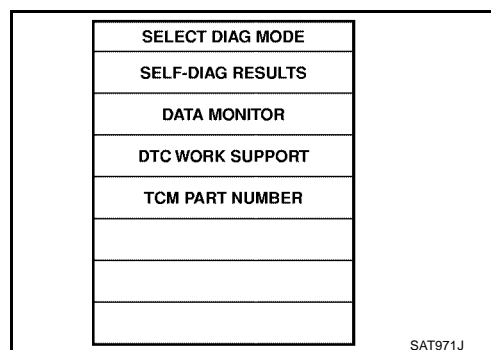 SELECT DIAG MODE
SELF-DIAG RESULTS
DATA MONITOR
DTC WORK SUPPORT
TCM PART NUMBER
SAT971J